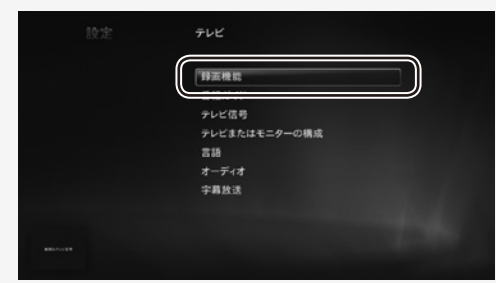 設定
テレビ
録画機能
テレビ信号
テレビまたはモニターの構成
言語
オーディオ
字幕放送